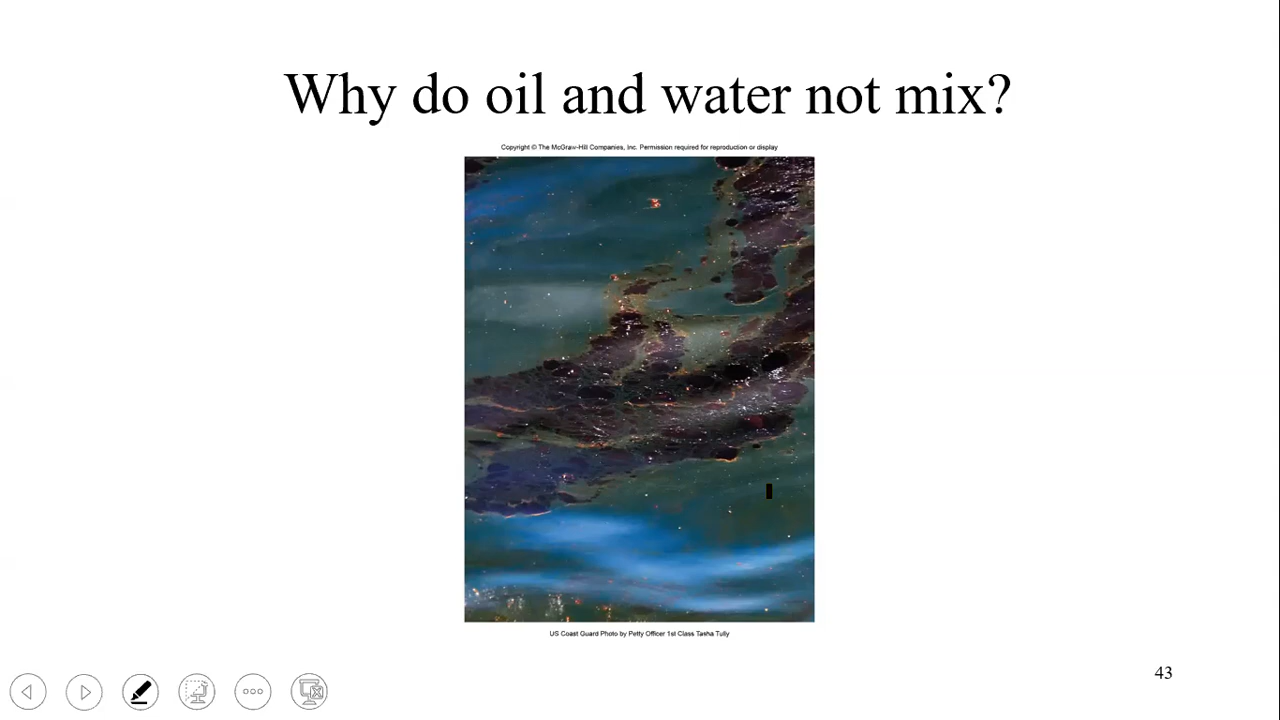 Why do oil and water not mix?
Copyright © The McGraw-Hill Companies, Inc. Permission required for reproduction or display
US Coast Guard Photo by Petty Officer 1st Class Tasha Tully
43